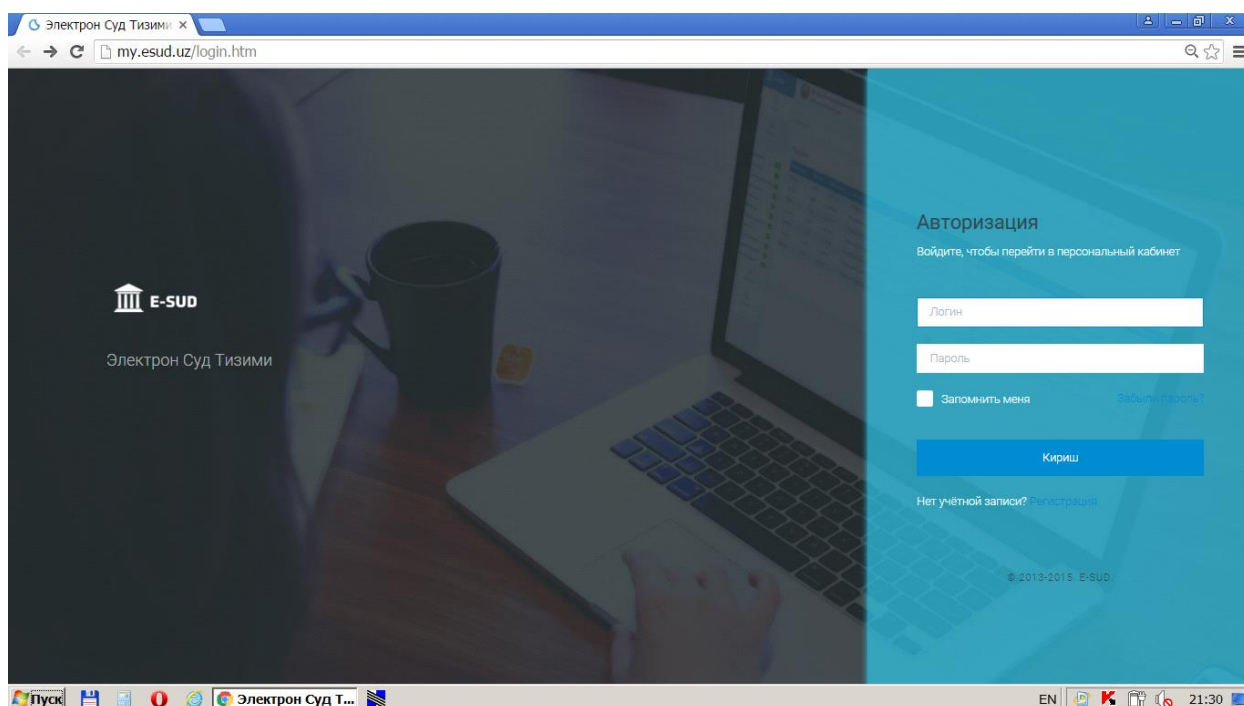 Электрон Суд Тизими
my.esud.uz/login.htm
E-SUD
Электрон Суд Тизими
Авторизация
Войдите, чтобы перейти в персональный кабинет
Логин
Пароль
Запомнить меня
Забыли пароль?
Кириш
Нет учётной записи? Регистрация
© 2013-2015. E-SUD.
Пуск
Электрон Суд Т...
EN
21:30